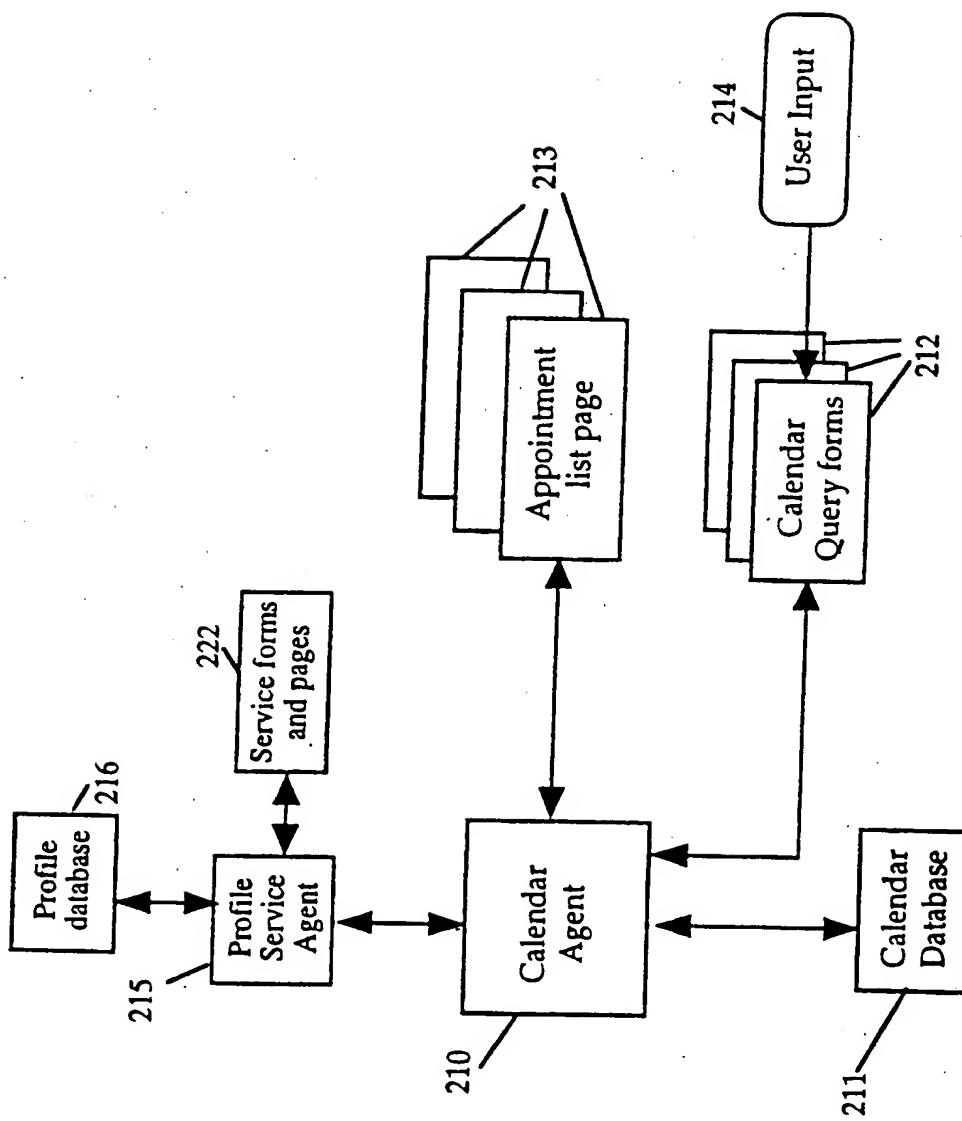 216
Profile
database
222
Service forms
and pages
215
Profile
Service
Agent
213
Appointment
list page
214
User Input
210
Calendar
Agent
212
Calendar
Query forms
211
Calendar
Database